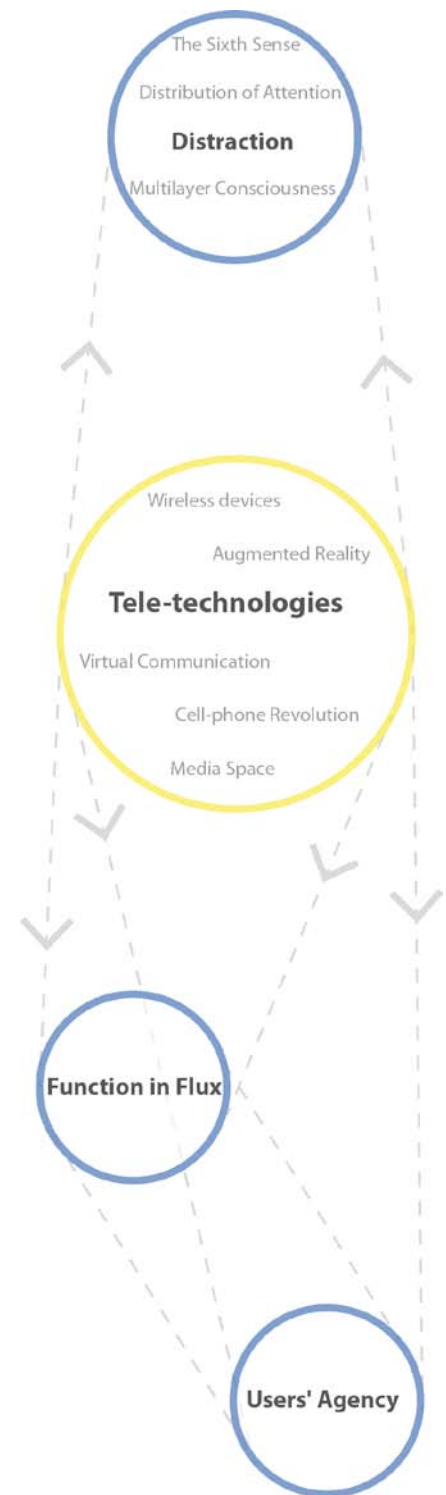 The Sixth Sense
Distribution of Attention
Distraction
Multilayer Consciousness
Wireless devices
Augmented Reality
Tele-technologies
Virtual Communication
Cell-phone Revolution
Media Space
Function in Flux
Users' Agency